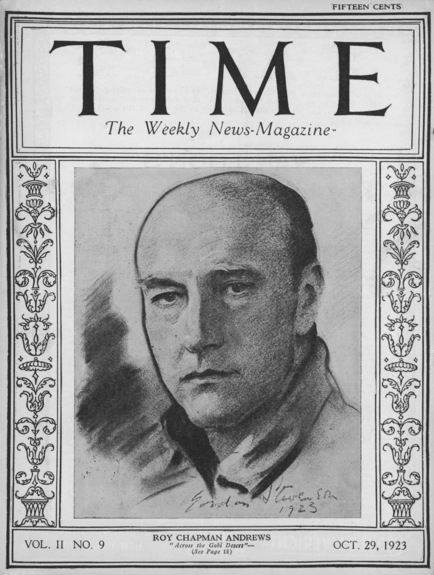 FIFTEEN CENTS
TIME
The Weekly News-Magazine
Gordon Stevenson
1923
VOL. II NO. 9
ROY CHAPMAN ANDREWS
"Across the Gobi Desert"—
(See Page 18)
OCT. 29, 1923